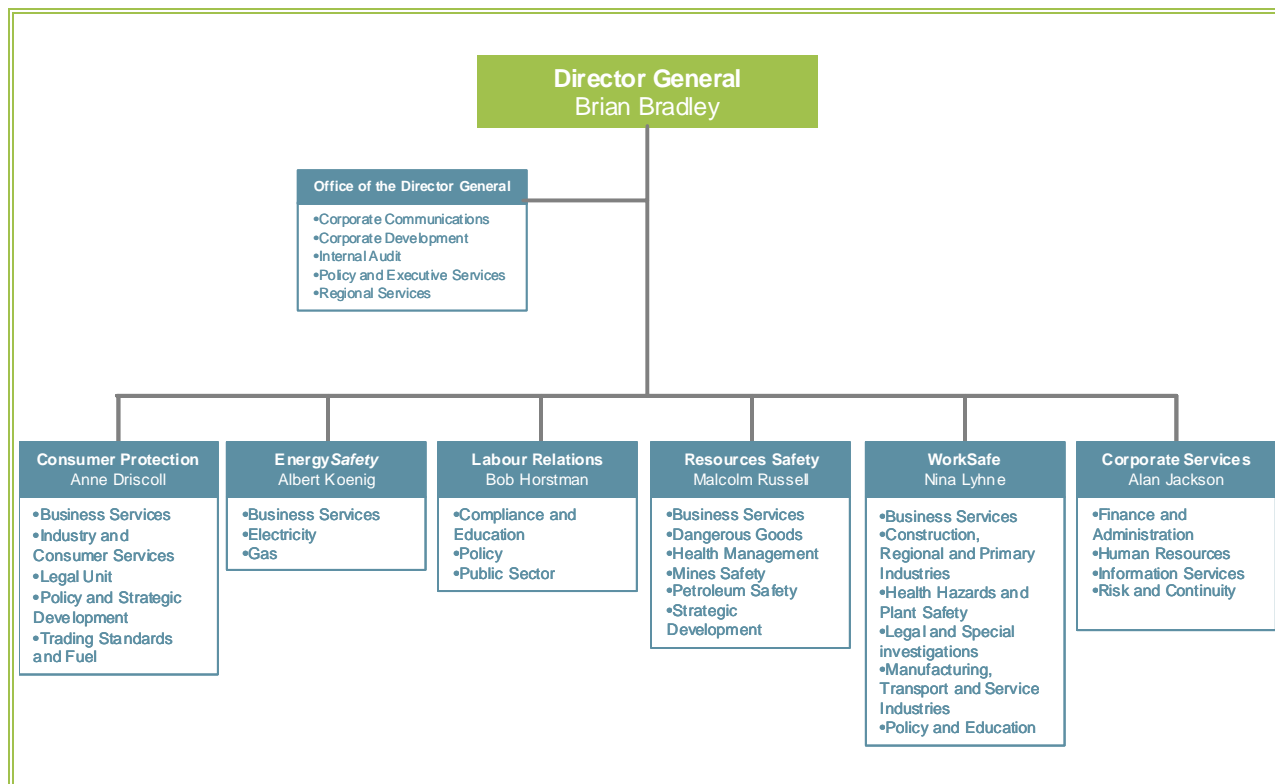 Director General
Brian Bradley
Office of the Director General
•Corporate Communications
•Corporate Development
•Internal Audit
•Policy and Executive Services
•Regional Services
Consumer Protection
Anne Driscoll
•Business Services
•Industry and
Consumer Services
•Legal Unit
•Policy and Strategic
Development
•Trading Standards
and Fuel
EnergySafety
Albert Koenig
•Business Services
•Electricity
•Gas
Labour Relations
Bob Horstman
•Compliance and
Education
•Policy
•Public Sector
Resources Safety
Malcolm Russell
•Business Services
•Dangerous Goods
•Health Management
•Mines Safety
•Petroleum Safety
•Strategic
Development
WorkSafe
Nina Lyhne
•Business Services
•Construction,
Regional and Primary
Industries
•Health Hazards and
Plant Safety
•Legal and Special
investigations
•Manufacturing,
Transport and Service
Industries
•Policy and Education
Corporate Services
Alan Jackson
•Finance and
Administration
•Human Resources
•Information Services
•Risk and Continuity